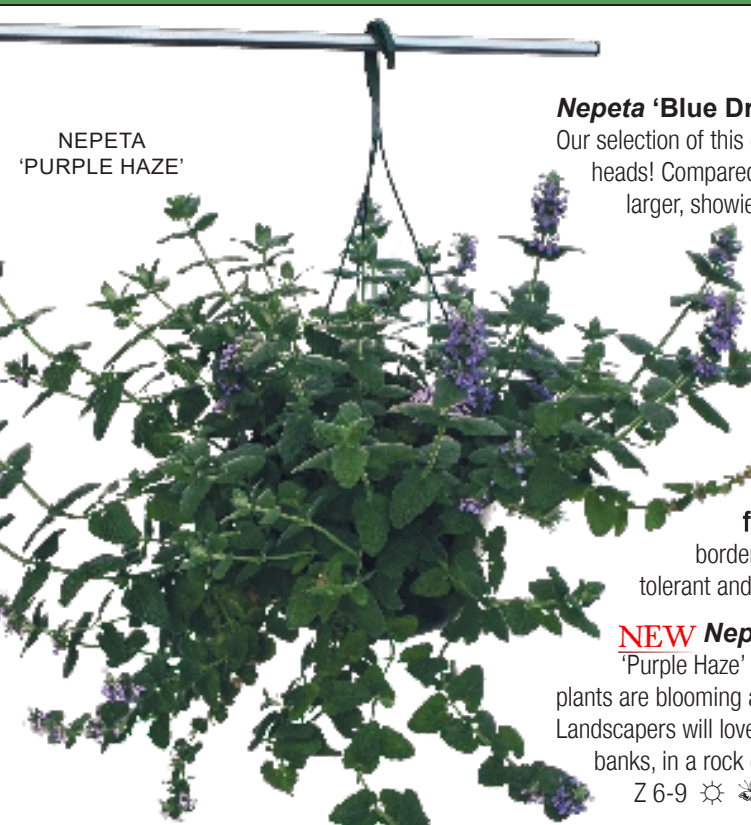 NEPETA
‘PURPLE HAZE’
Nepeta ‘Blue Dr
Our selection of this
heads! Compared
larger, showie
f
border
tolerant and
NEW Nep
‘Purple Haze’
plants are blooming a
Landscapers will love
banks, in a rock
Z 6-9